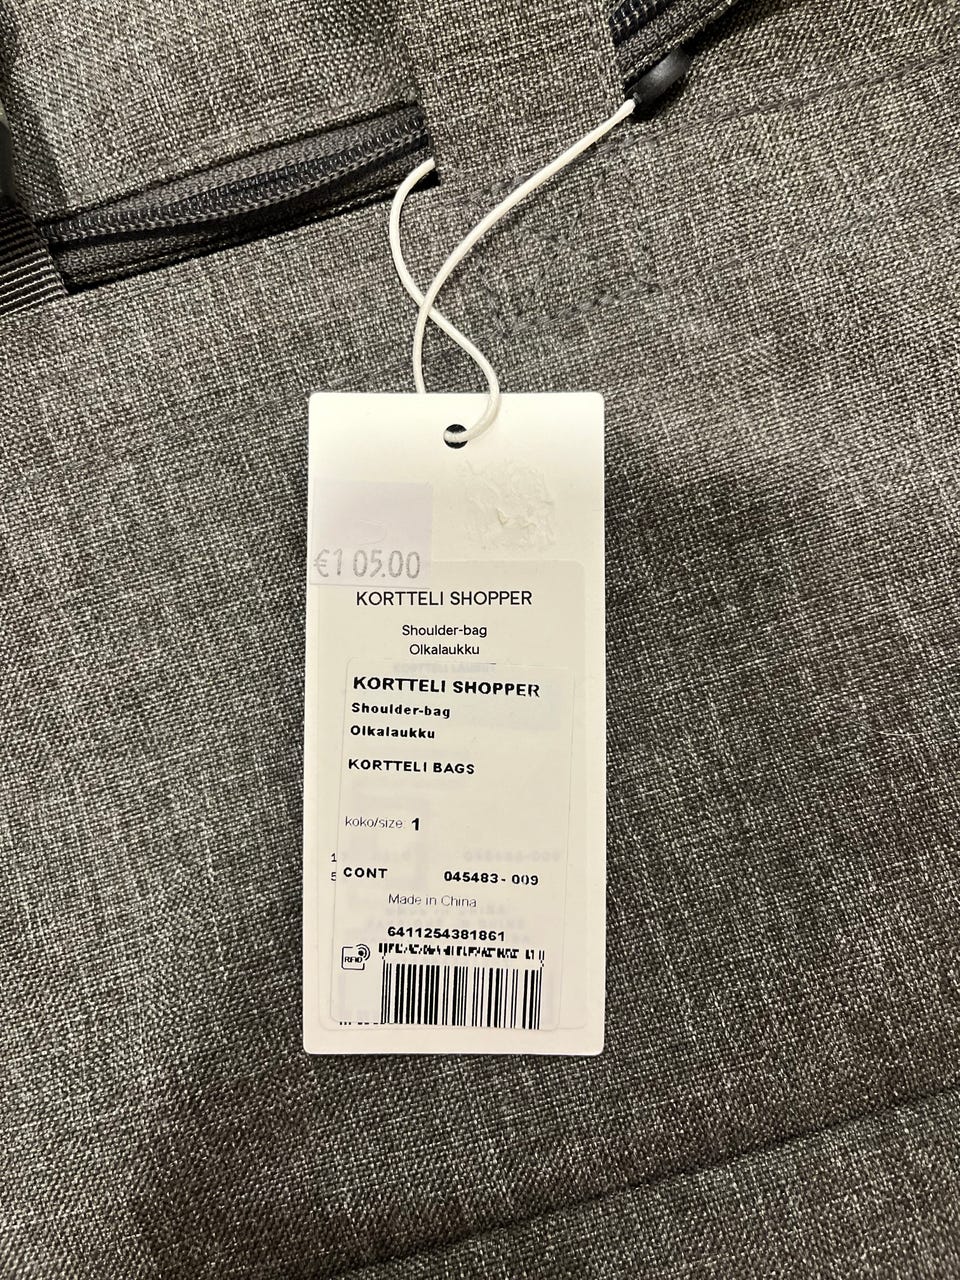 €105.00
KORTTELI SHOPPER
Shoulder-bag
Olkalaukku
KORTTELI SHOPPER
Shoulder-bag
Olkalaukku
KORTTELI BAGS
koko/size: 1
CONT 045483-009
Made in China
6411254381861
RFID